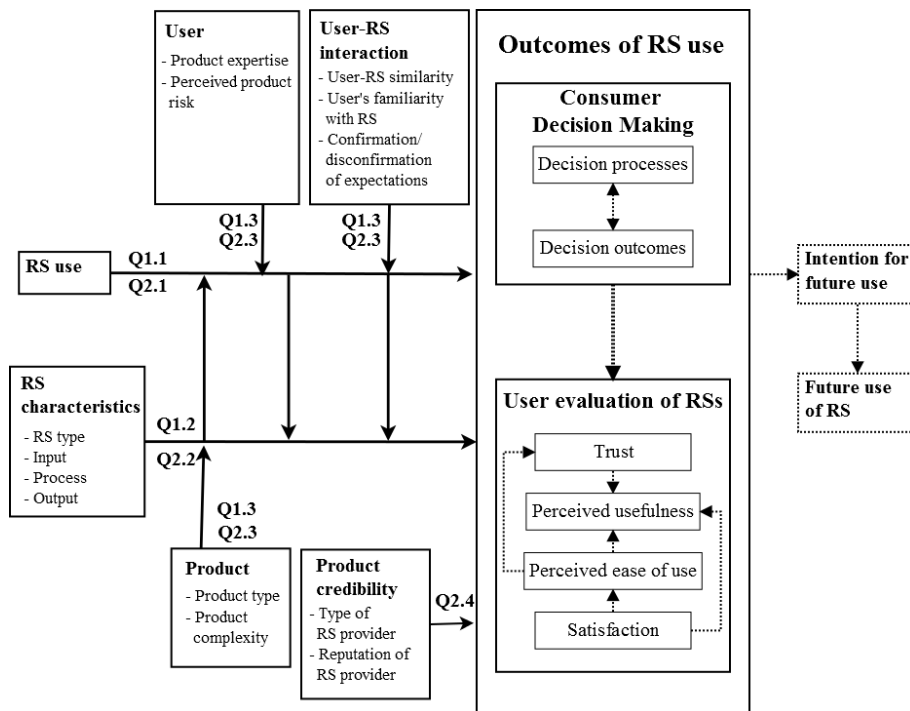 User
- Product expertise
- Perceived product
risk
User-RS
interaction
- User-RS similarity
- User's familiarity
with RS
- Confirmation/
disconfirmation
of expectations
Outcomes of RS use
Consumer
Decision Making
Decision processes
Decision outcomes
Q1.3
Q2.3
Q1.3
Q2.3
RS use
Q1.1
Q2.1
Intention for
future use
Future use
of RS
RS
characteristics
- RS type
- Input
- Process
- Output
Q1.2
Q2.2
User evaluation of RSs
Trust
Perceived usefulness
Perceived ease of use
Satisfaction
Q1.3
Q2.3
Product
- Product type
- Product
complexity
Product
credibility
- Type of
RS provider
- Reputation of
RS provider
Q2.4